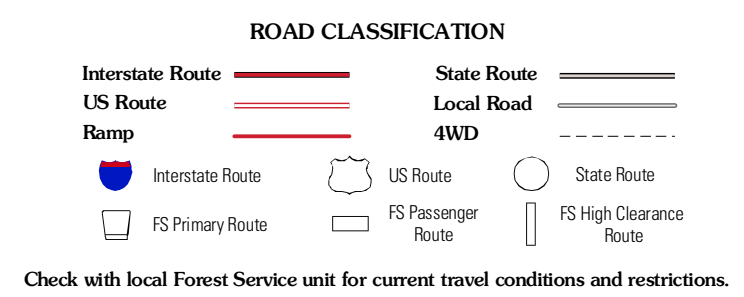 ROAD CLASSIFICATION
Interstate Route
State Route
US Route
Local Road
Ramp
4WD
Interstate Route
US Route
State Route
FS Primary Route
FS Passenger
Route
FS High Clearance
Route
Check with local Forest Service unit for current travel conditions and restrictions.